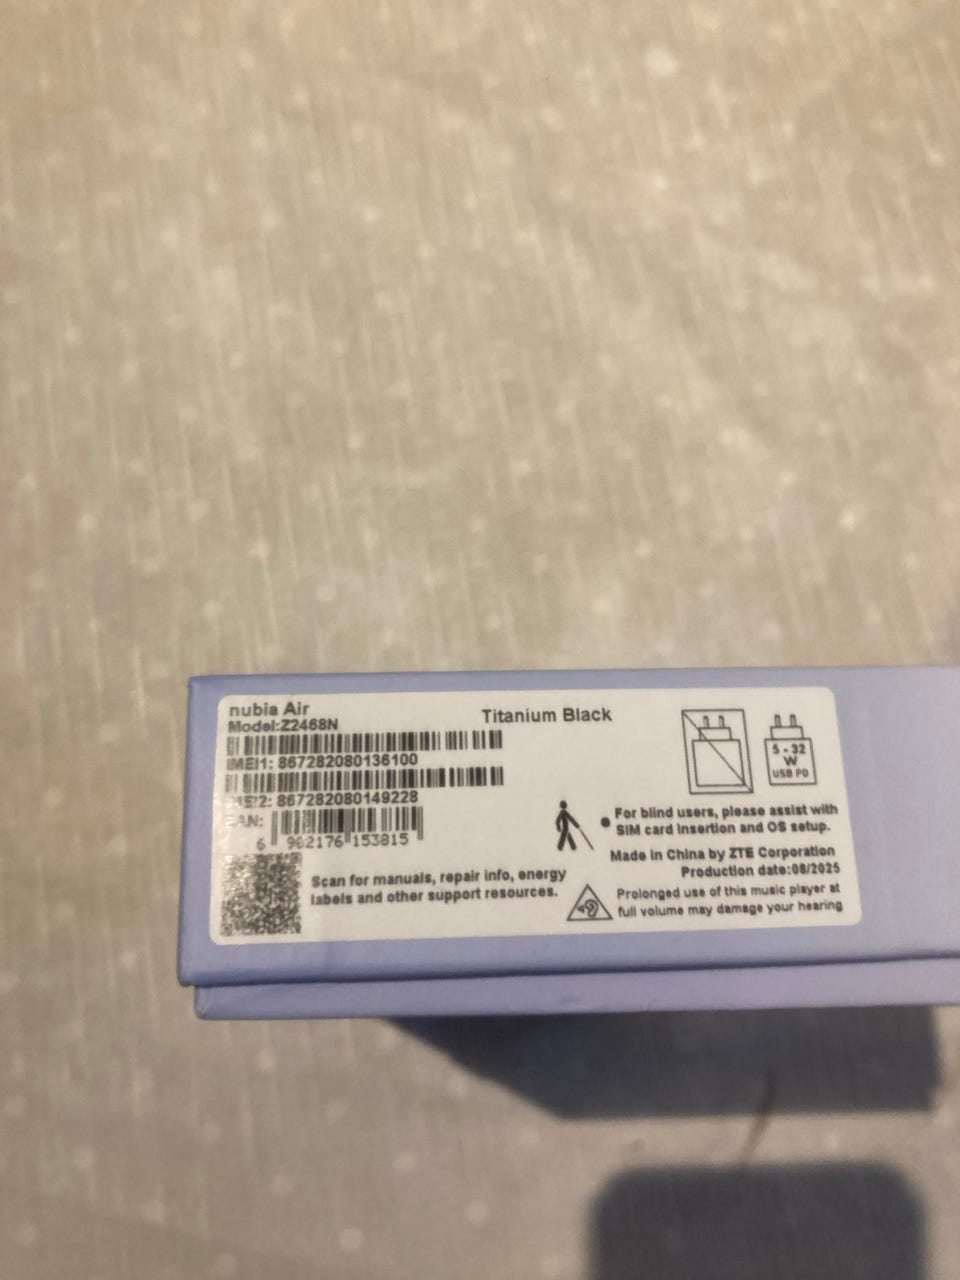 nubia Air
Model:Z2468N
Titanium Black
IMEI1: 867282080136100
IMEI2: 867282080149228
EAN:
6 902176 153815
Scan for manuals, repair info, energy
labels and other support resources.
5 - 32
W
USB PD
For blind users, please assist with
SIM card insertion and OS setup.
Made in China by ZTE Corporation
Production date:08/2025
Prolonged use of this music player at
full volume may damage your hearing